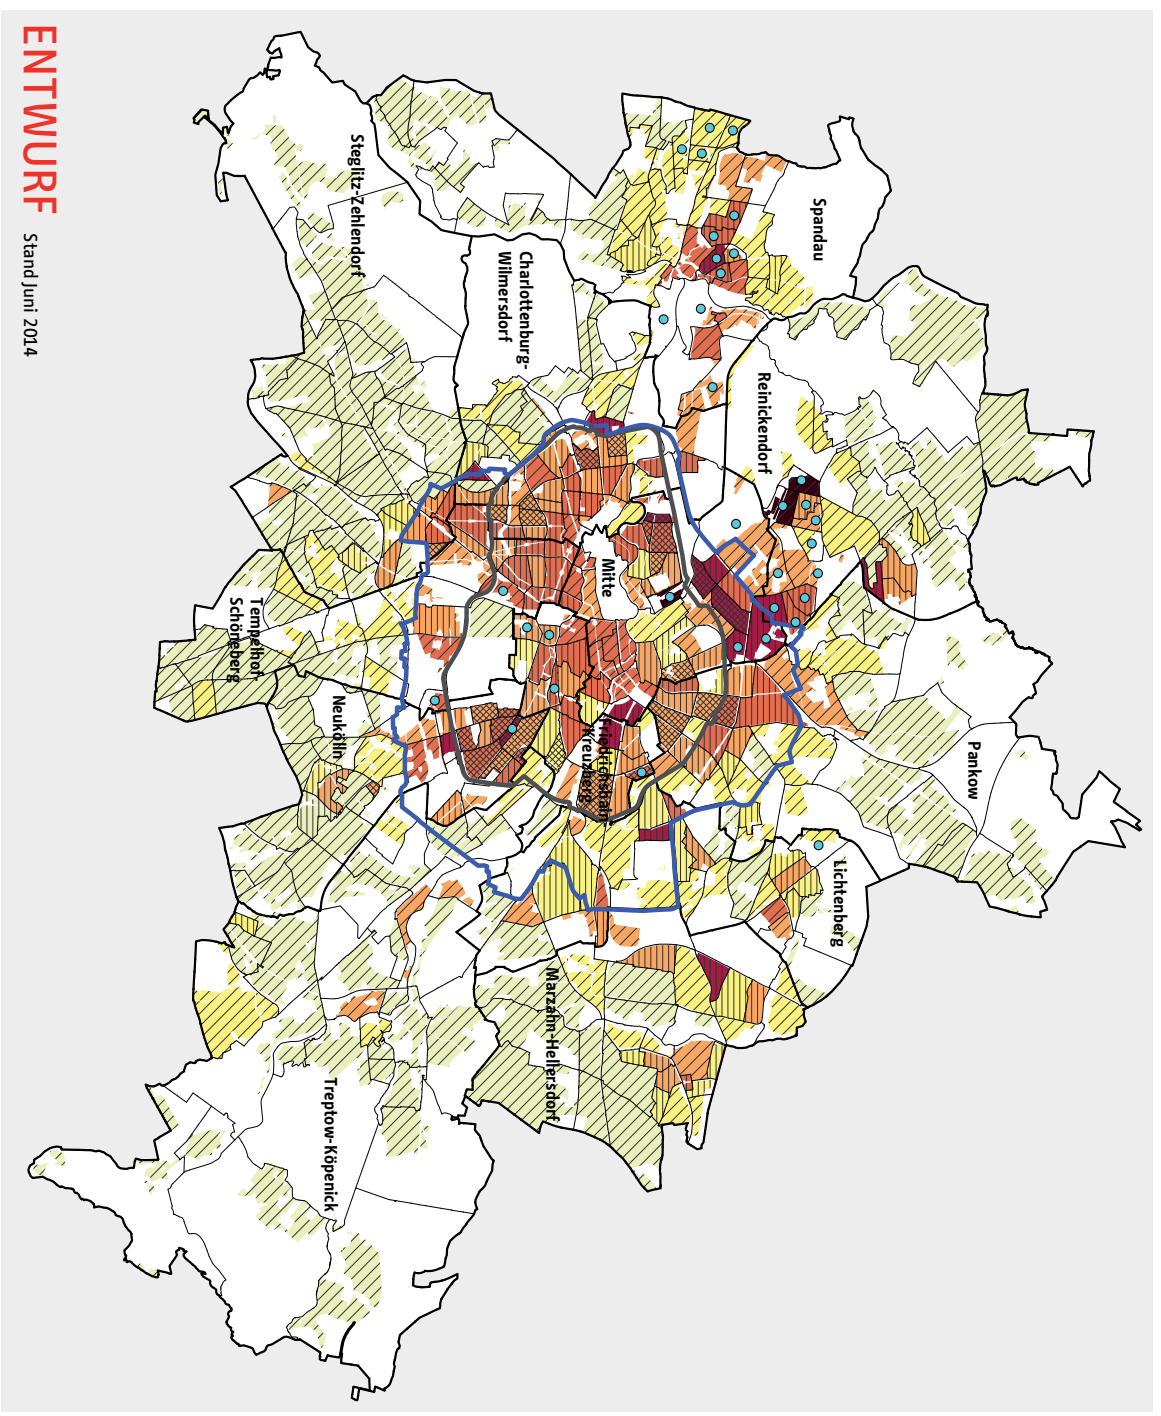 ENTWURF Stand Juni 2014
Spandau
Reinickendorf
Charlottenburg-
Wilmersdorf
Steglitz-Zehlendorf
Mitte
Pankow
Tempelhof-
Schöneberg
Neukölln
Friedrichshain-
Kreuzberg
Lichtenberg
Marzahn-Hellersdorf
Treptow-Köpenick